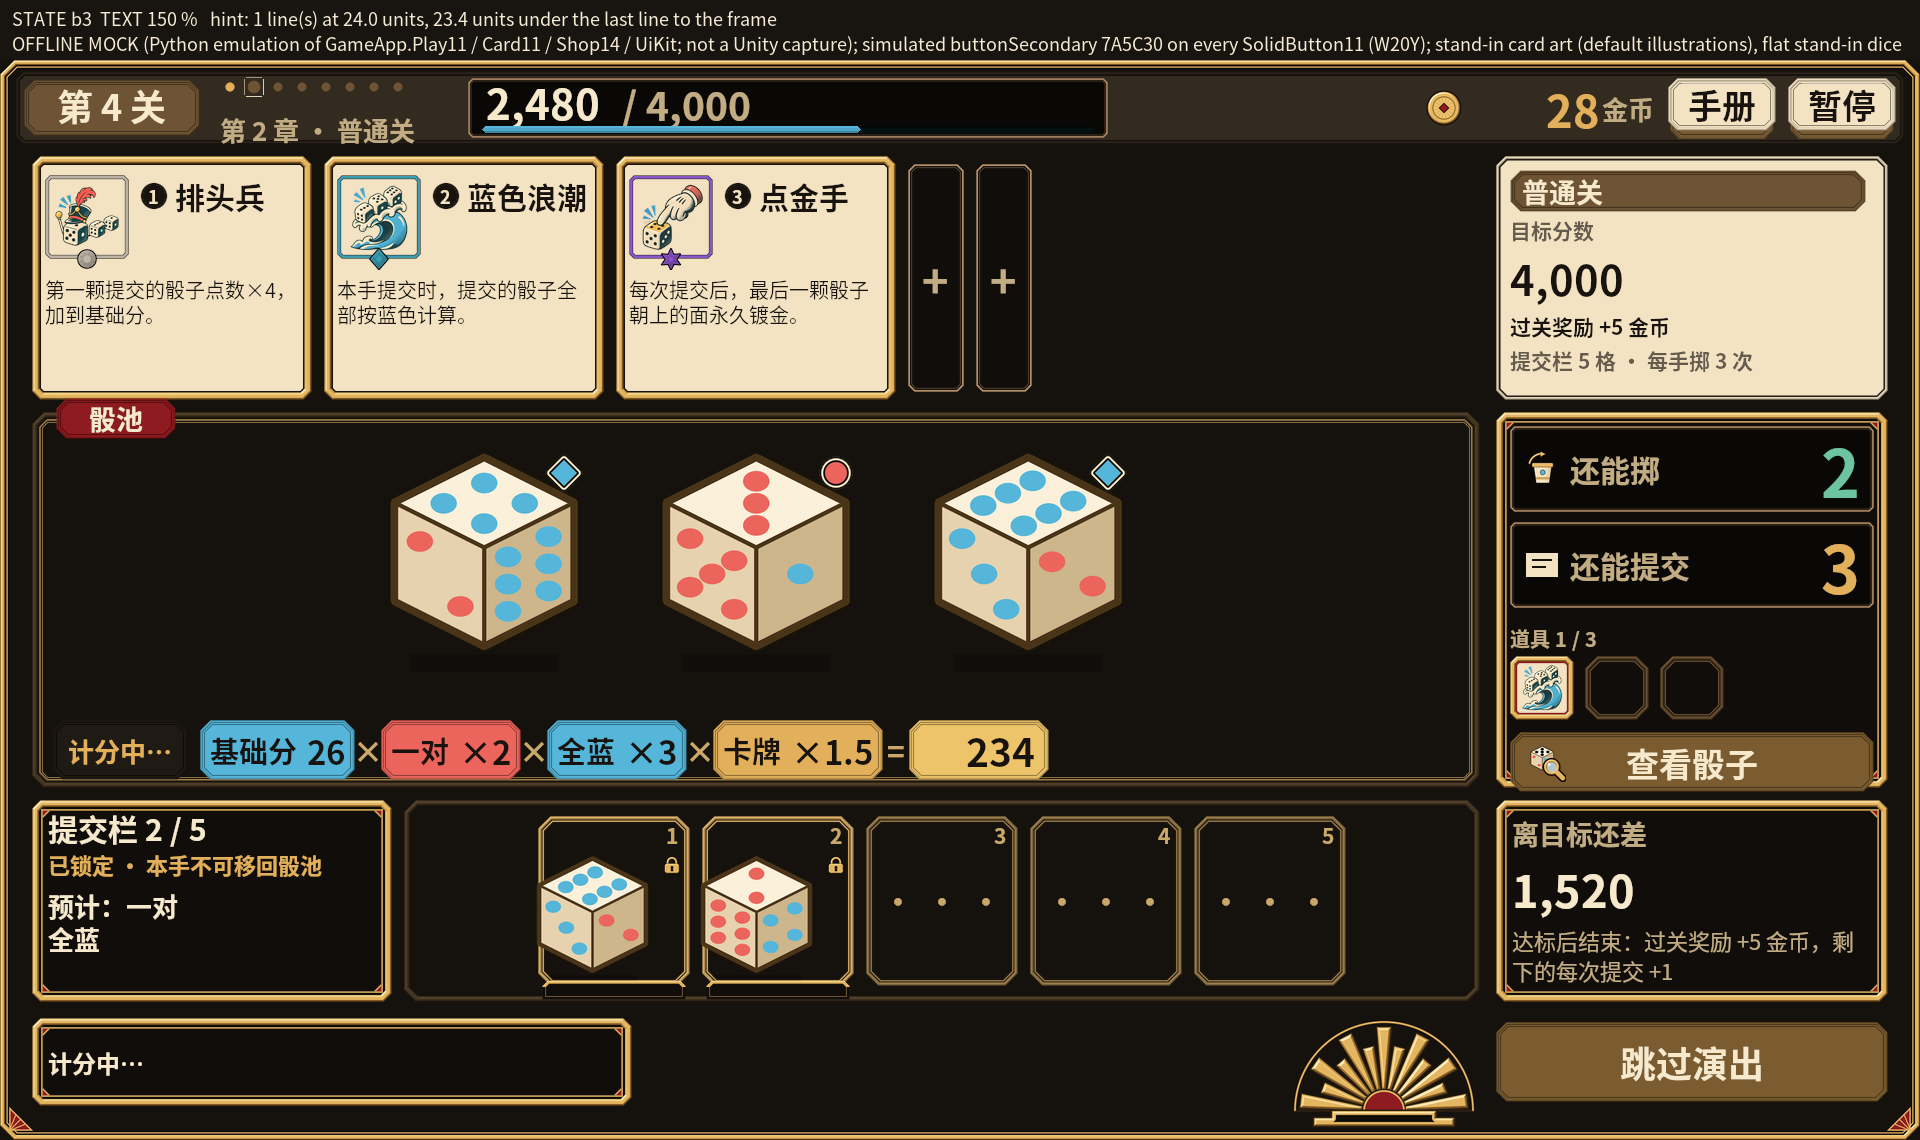 STATE b3 TEXT 150 % hint: 1 line(s) at 24.0 units, 23.4 units under the last line to the frame
OFFLINE MOCK (Python emulation of GameApp.Play11 / Card11 / Shop14 / UiKit; not a Unity capture); simulated buttonSecondary 7A5C30 on every SolidButton11 (W20Y); stand-in card art (default illustrations), flat stand-in dice
第 4 关
第 2 章 · 普通关
2,480 / 4,000
28 金币
手册
暂停
1 排头兵
第一颗提交的骰子点数×4，
加到基础分。
2 蓝色浪潮
本手提交时，提交的骰子全
部按蓝色计算。
3 点金手
每次提交后，最后一颗骰子
朝上的面永久镀金。
+
+
普通关
目标分数
4,000
过关奖励 +5 金币
提交栏 5 格 · 每手掷 3 次
骰池
还能掷 2
还能提交 3
道具 1 / 3
查看骰子
计分中…
基础分 26 × 一对 ×2 × 全蓝 ×3 × 卡牌 ×1.5 = 234
提交栏 2 / 5
已锁定 · 本手不可移回骰池
预计：一对
全蓝
1
2
3
4
5
离目标还差
1,520
达标后结束：过关奖励 +5 金币，剩
下的每次提交 +1
计分中…
跳过演出